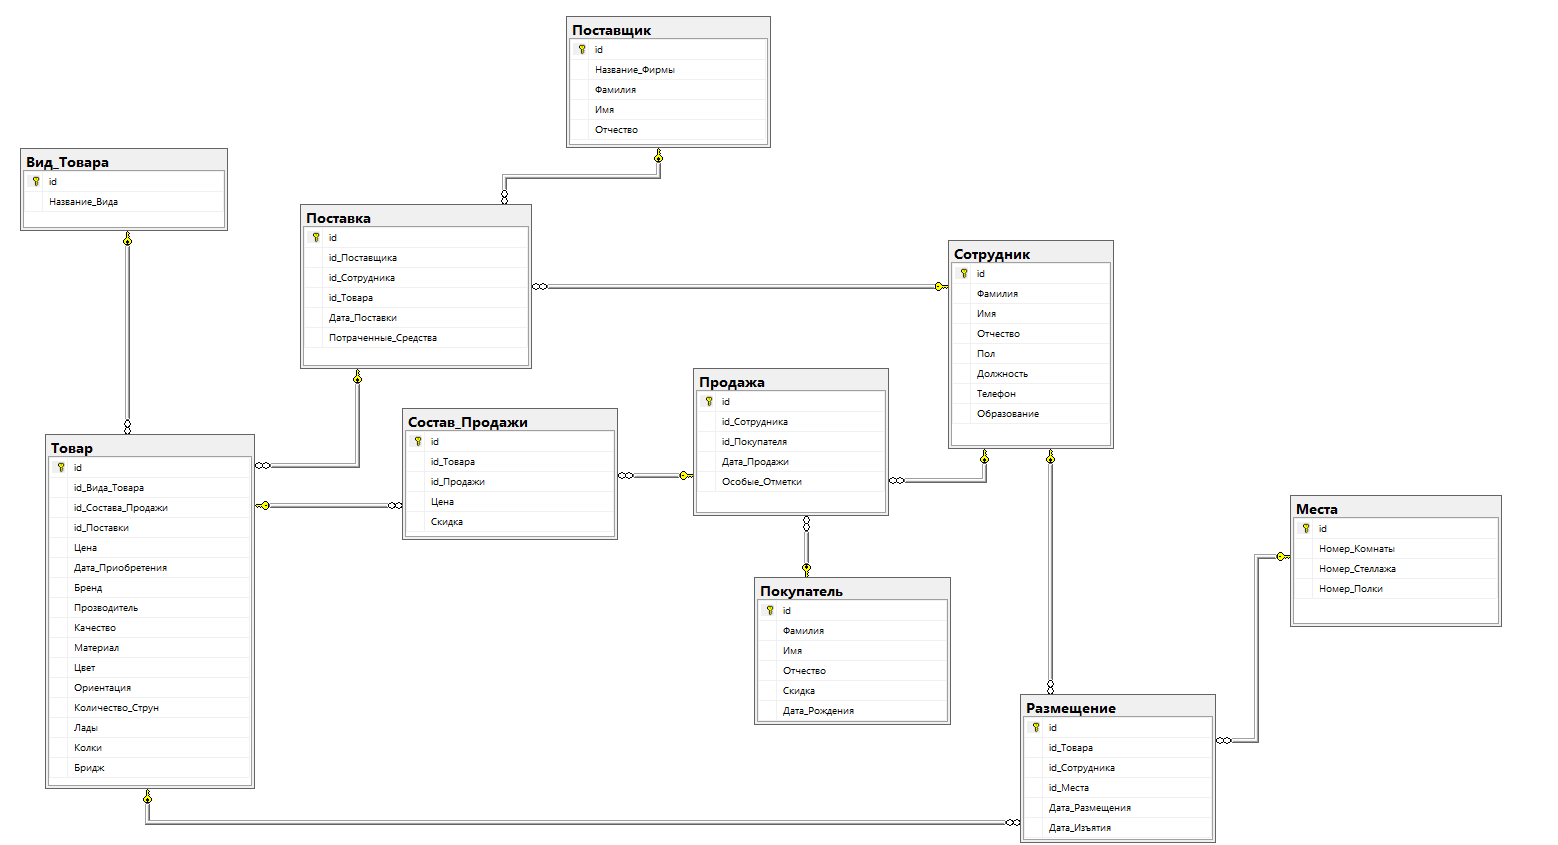 Поставщик
id
Название_Фирмы
Фамилия
Имя
Отчество
Вид_Товара
id
Название_Вида
Поставка
id
id_Поставщика
id_Сотрудника
id_Товара
Дата_Поставки
Потраченные_Средства
Сотрудник
id
Фамилия
Имя
Отчество
Пол
Должность
Телефон
Образование
Продажа
id
id_Сотрудника
id_Покупателя
Дата_Продажи
Особые_Отметки
Состав_Продажи
id
id_Товара
id_Продажи
Цена
Скидка
Товар
id
id_Вида_Товара
id_Состава_Продажи
id_Поставки
Цена
Дата_Приобретения
Бренд
Прозводитель
Качество
Материал
Цвет
Ориентация
Количество_Струн
Лады
Колки
Бридж
Места
id
Номер_Комнаты
Номер_Стеллажа
Номер_Полки
Покупатель
id
Фамилия
Имя
Отчество
Скидка
Дата_Рождения
Размещение
id
id_Товара
id_Сотрудника
id_Места
Дата_Размещения
Дата_Изъятия